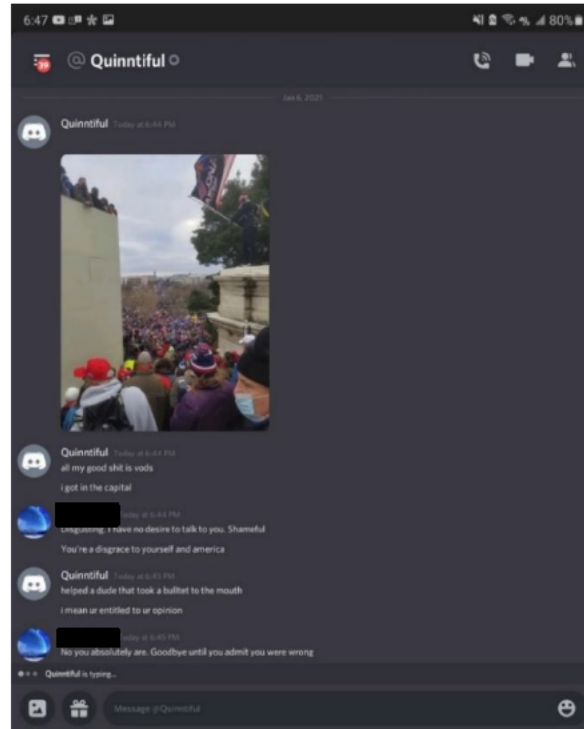 6:47
80%
39
@ Quinntiful
Jan 6, 2021
Quinntiful Today at 6:44 PM
Quinntiful Today at 6:44 PM
all my good shit is vods
i got in the capital
Today at 6:44 PM
Disgusting. I have no desire to talk to you. Shameful
You're a disgrace to yourself and america
Quinntiful Today at 6:45 PM
helped a dude that took a bulltet to the mouth
i mean ur entitled to ur opinion
Today at 6:45 PM
No you absolutely are. Goodbye until you admit you were wrong
Quinntiful is typing...
Message @Quinntiful